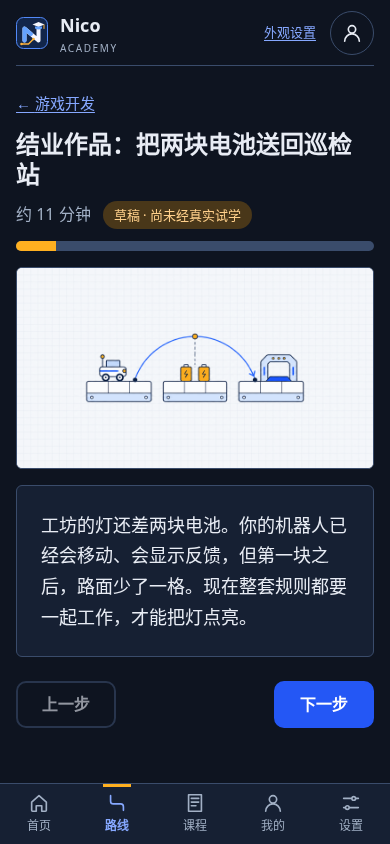 Nico
ACADEMY
外观设置
← 游戏开发
结业作品：把两块电池送回巡检
站
约 11 分钟
草稿 · 尚未经真实试学
工坊的灯还差两块电池。你的机器人已
经会移动、会显示反馈，但第一块之
后，路面少了一格。现在整套规则都要
一起工作，才能把灯点亮。
上一步
下一步
首页
路线
课程
我的
设置